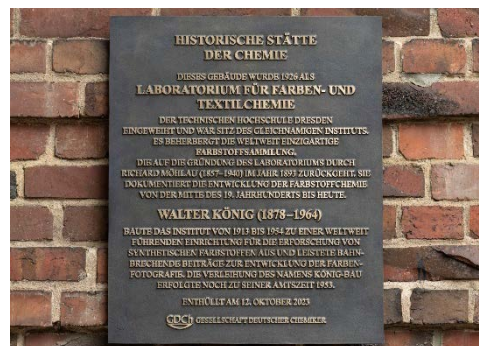 HISTORISCHE STÄTTE
DER CHEMIE
DIESES GEBÄUDE WURDE 1926 ALS
LABORATORIUM FÜR FARBEN- UND
TEXTILCHEMIE
DER TECHNISCHEN HOCHSCHULE DRESDEN
EINGEWEIHT UND WAR SITZ DES GLEICHNAMIGEN INSTITUTS.
ES BEHERBERGT DIE WELTWEIT EINZIGARTIGE
FARBSTOFFSAMMLUNG,
DIE AUF DIE GRÜNDUNG DES LABORATORIUMS DURCH
RICHARD MÖHLAU (1857–1940) IM JAHR 1893 ZURÜCKGEHT. SIE
DOKUMENTIERT DIE ENTWICKLUNG DER FARBSTOFFCHEMIE
VON DER MITTE DES 19. JAHRHUNDERTS BIS HEUTE.
WALTER KÖNIG (1878–1964)
BAUTE DAS INSTITUT VON 1913 BIS 1954 ZU EINER WELTWEIT
FÜHRENDEN EINRICHTUNG FÜR DIE ERFORSCHUNG VON
SYNTHETISCHEN FARBSTOFFEN AUS UND LEISTETE BAHN-
BRECHENDE BEITRÄGE ZUR ENTWICKLUNG DER FARBEN-
FOTOGRAFIE. DIE VERLEIHUNG DES NAMENS KÖNIG-BAU
ERFOLGTE NOCH ZU SEINER AMTSZEIT 1953.
ENTHÜLLT AM 12. OKTOBER 2023
GDCh GESELLSCHAFT DEUTSCHER CHEMIKER